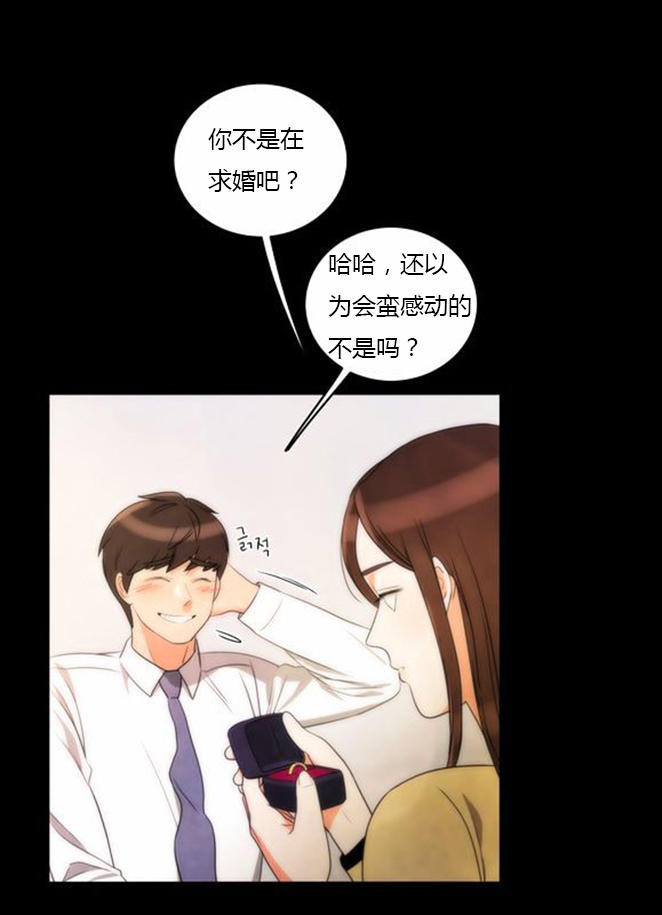 你不是在
求婚吧？
哈哈，还以
为会蛮感动的
不是吗？
긁적